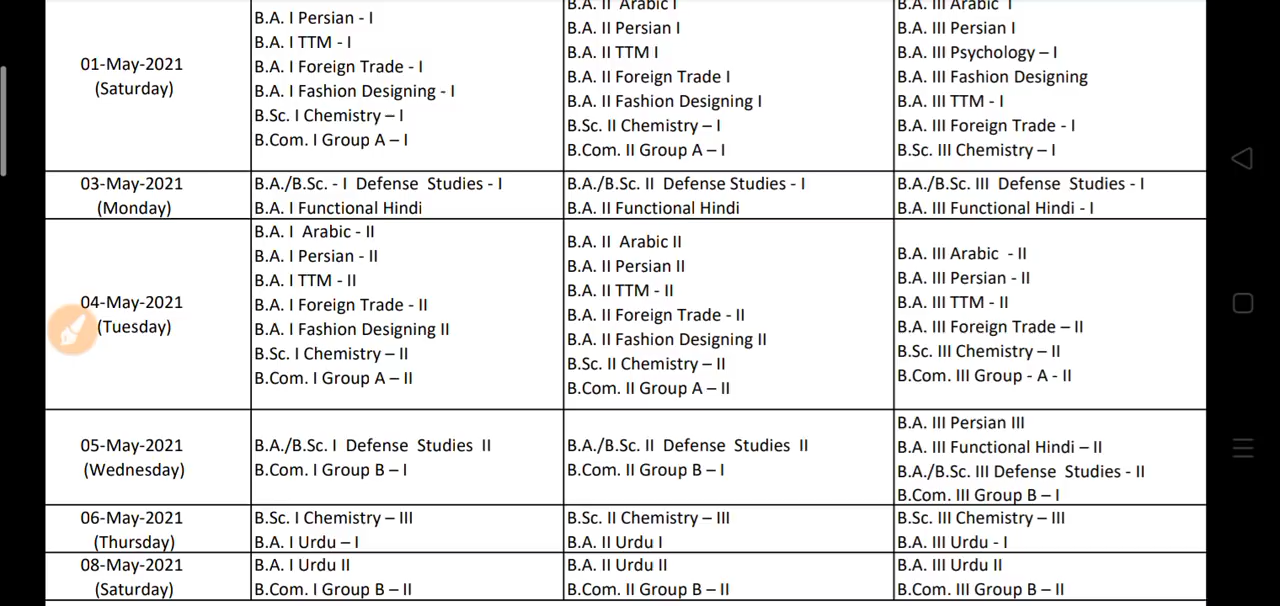 01-May-2021
(Saturday)
B.A. I Persian - I
B.A. I TTM - I
B.A. I Foreign Trade - I
B.A. I Fashion Designing - I
B.Sc. I Chemistry – I
B.Com. I Group A – I
B.A. II Arabic I
B.A. II Persian I
B.A. II TTM I
B.A. II Foreign Trade I
B.A. II Fashion Designing I
B.Sc. II Chemistry – I
B.Com. II Group A – I
B.A. III Arabic I
B.A. III Persian I
B.A. III Psychology – I
B.A. III Fashion Designing
B.A. III TTM - I
B.A. III Foreign Trade - I
B.Sc. III Chemistry – I
03-May-2021
(Monday)
B.A./B.Sc. - I Defense Studies - I
B.A. I Functional Hindi
B.A./B.Sc. II Defense Studies - I
B.A. II Functional Hindi
B.A./B.Sc. III Defense Studies - I
B.A. III Functional Hindi - I
04-May-2021
(Tuesday)
B.A. I Arabic - II
B.A. I Persian - II
B.A. I TTM - II
B.A. I Foreign Trade - II
B.A. I Fashion Designing II
B.Sc. I Chemistry – II
B.Com. I Group A – II
B.A. II Arabic II
B.A. II Persian II
B.A. II TTM - II
B.A. II Foreign Trade - II
B.A. II Fashion Designing II
B.Sc. II Chemistry – II
B.Com. II Group A – II
B.A. III Arabic - II
B.A. III Persian - II
B.A. III TTM - II
B.A. III Foreign Trade – II
B.Sc. III Chemistry – II
B.Com. III Group - A - II
05-May-2021
(Wednesday)
B.A./B.Sc. I Defense Studies II
B.Com. I Group B – I
B.A./B.Sc. II Defense Studies II
B.Com. II Group B – I
B.A. III Persian III
B.A. III Functional Hindi – II
B.A./B.Sc. III Defense Studies - II
B.Com. III Group B – I
06-May-2021
(Thursday)
B.Sc. I Chemistry – III
B.A. I Urdu – I
B.Sc. II Chemistry – III
B.A. II Urdu I
B.Sc. III Chemistry – III
B.A. III Urdu - I
08-May-2021
(Saturday)
B.A. I Urdu II
B.Com. I Group B – II
B.A. II Urdu II
B.Com. II Group B – II
B.A. III Urdu II
B.Com. III Group B – II